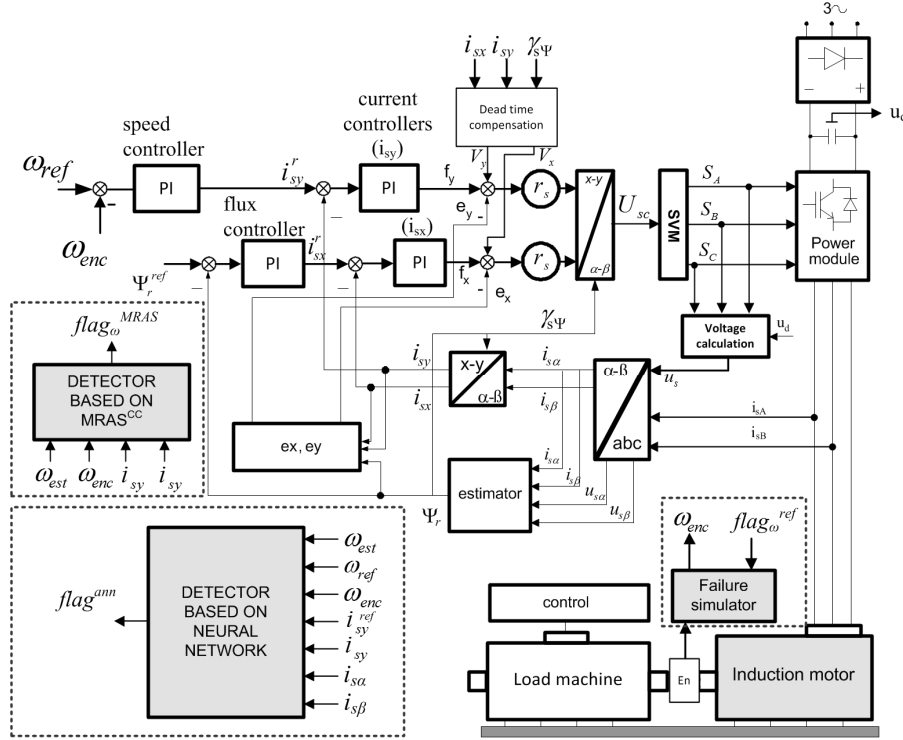 3
i_sx i_sy γ_sΨ
− +
u_d
Dead time
compensation
current
controllers
(i_sy)
speed
controller
V_y V_x
ω_ref
-
PI
i^r_sy
−
PI
f_y
e_y -
r_s
x-y
α-β
U_sc
SVM
S_A
S_B
S_C
Power
module
ω_enc
flux
controller
(i_sx)
Ψ_r^ref
−
PI
i^r_sx
−
PI
f_x
-
e_x
r_s
γ_sΨ
Voltage
calculation
u_d
u_s
flag_ω^MRAS
DETECTOR
BASED ON
MRAS^CC
ω_est ω_enc i_sy i_sy
i_sy
i_sx
x-y
α-ß
i_sα
i_sβ
α-ß
abc
i_sA
i_sB
ex, ey
i_sα
i_sβ
u_sα
u_sβ
estimator
Ψ_r
ω_enc flag_ω^ref
Failure
simulator
flag^ann
DETECTOR
BASED ON
NEURAL
NETWORK
ω_est
ω_ref
ω_enc
i_sy^ref
i_sy
i_sα
i_sβ
control
Load machine
En
Induction motor